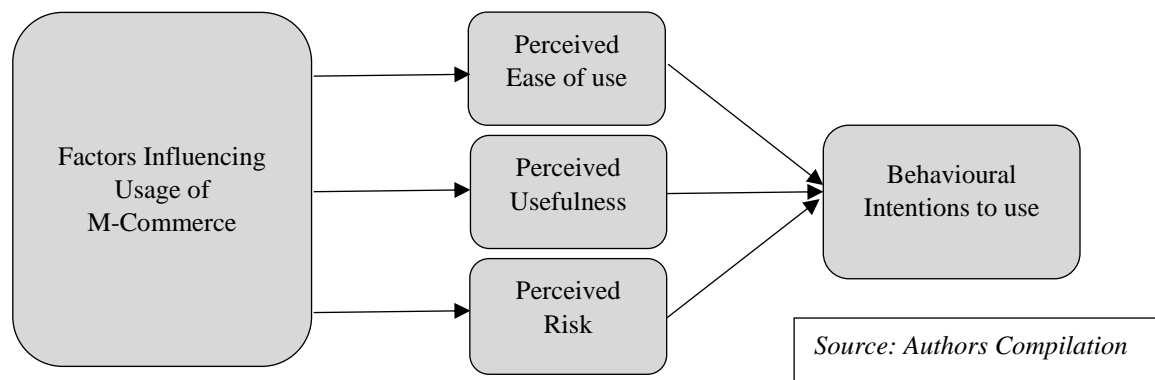 Factors Influencing
Usage of
M-Commerce
Perceived
Ease of use
Perceived
Usefulness
Perceived
Risk
Behavioural
Intentions to use
Source: Authors Compilation